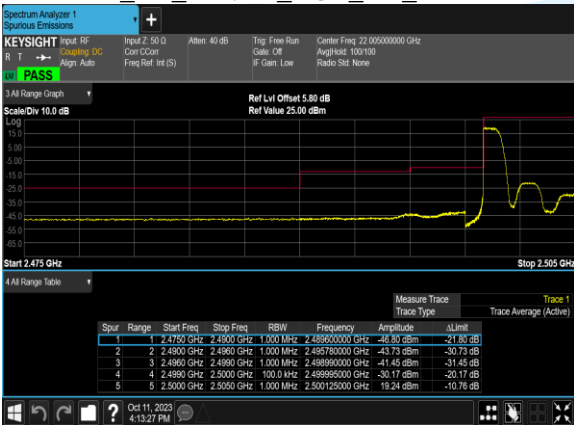 Spectrum Analyzer 1
Spurious Emissions
+
KEYSIGHT Input: RF Input Z: 50 Ω Atten: 40 dB Trig: Free Run Center Freq: 22.005000000 GHz
R T Coupling: DC Corr CCorr Gate: Off Avg|Hold: 100/100
Align: Auto Freq Ref: Int (S) IF Gain: Low Radio Std: None
PASS
3 All Range Graph
Ref Lvl Offset 5.80 dB
Scale/Div 10.0 dB Ref Value 25.00 dBm
Log
15.0
5.00
-5.00
-15.0
-25.0
-35.0
-45.0
-55.0
-65.0
Start 2.475 GHz Stop 2.505 GHz
4 All Range Table
Measure Trace Trace 1
Trace Type Trace Average (Active)
Spur Range Start Freq Stop Freq RBW Frequency Amplitude ΔLimit
1 1 2.4750 GHz 2.4900 GHz 1.000 MHz 2.489600000 GHz -46.80 dBm -21.80 dB
2 2 2.4900 GHz 2.4960 GHz 1.000 MHz 2.495780000 GHz -43.73 dBm -30.73 dB
3 3 2.4960 GHz 2.4990 GHz 1.000 MHz 2.498990000 GHz -41.45 dBm -31.45 dB
4 4 2.4990 GHz 2.5000 GHz 100.0 kHz 2.499995000 GHz -30.17 dBm -20.17 dB
5 5 2.5000 GHz 2.5050 GHz 1.000 MHz 2.500125000 GHz 19.24 dBm -10.76 dB
? Oct 11, 2023
4:13:27 PM